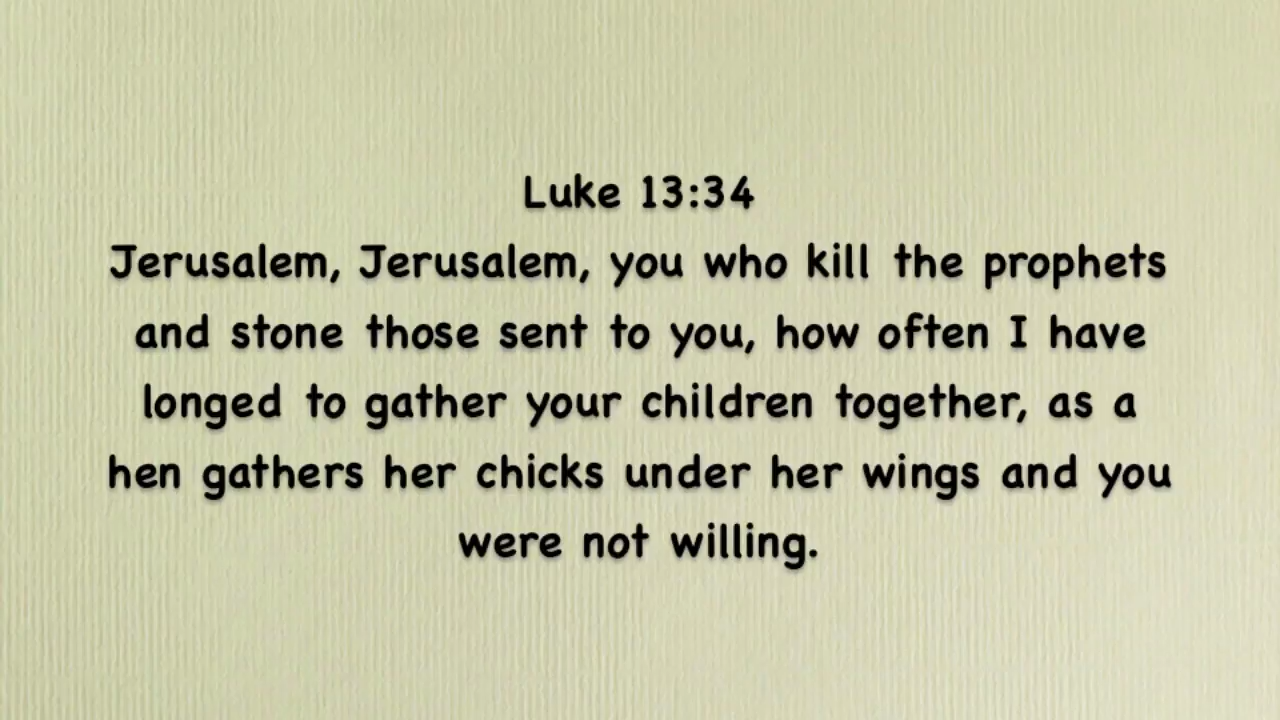 Luke 13:34
Jerusalem, Jerusalem, you who kill the prophets
and stone those sent to you, how often I have
longed to gather your children together, as a
hen gathers her chicks under her wings and you
were not willing.